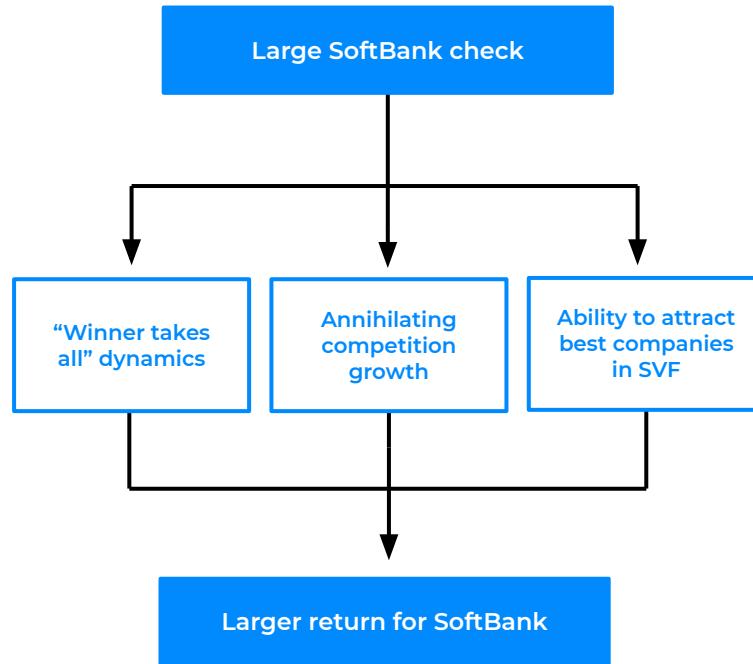 Large SoftBank check
“Winner takes
all” dynamics
Annihilating
competition
growth
Ability to attract
best companies
in SVF
Larger return for SoftBank